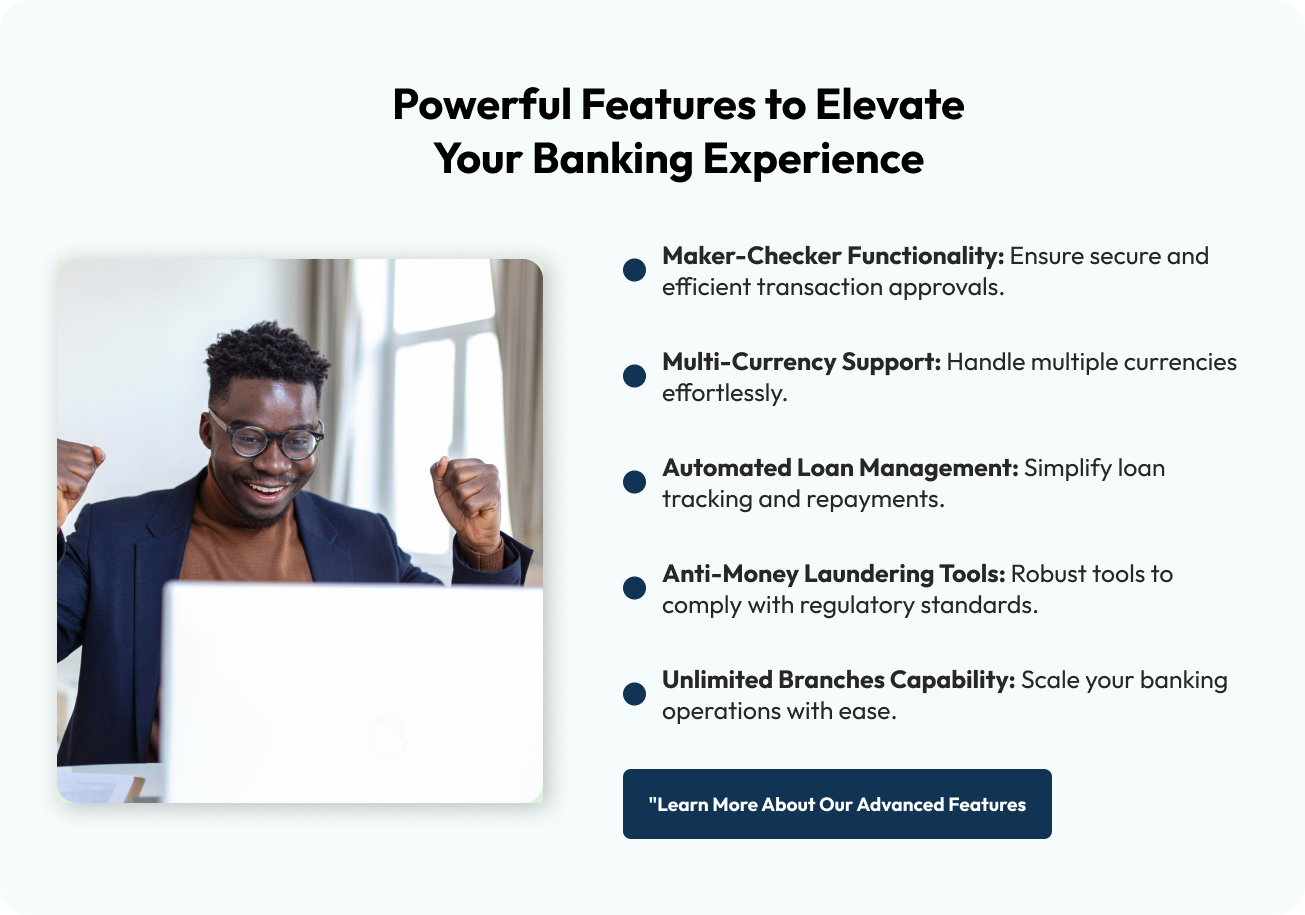 Powerful Features to Elevate
Your Banking Experience
Maker-Checker Functionality: Ensure secure and
efficient transaction approvals.
Multi-Currency Support: Handle multiple currencies
effortlessly.
Automated Loan Management: Simplify loan
tracking and repayments.
Anti-Money Laundering Tools: Robust tools to
comply with regulatory standards.
Unlimited Branches Capability: Scale your banking
operations with ease.
"Learn More About Our Advanced Features